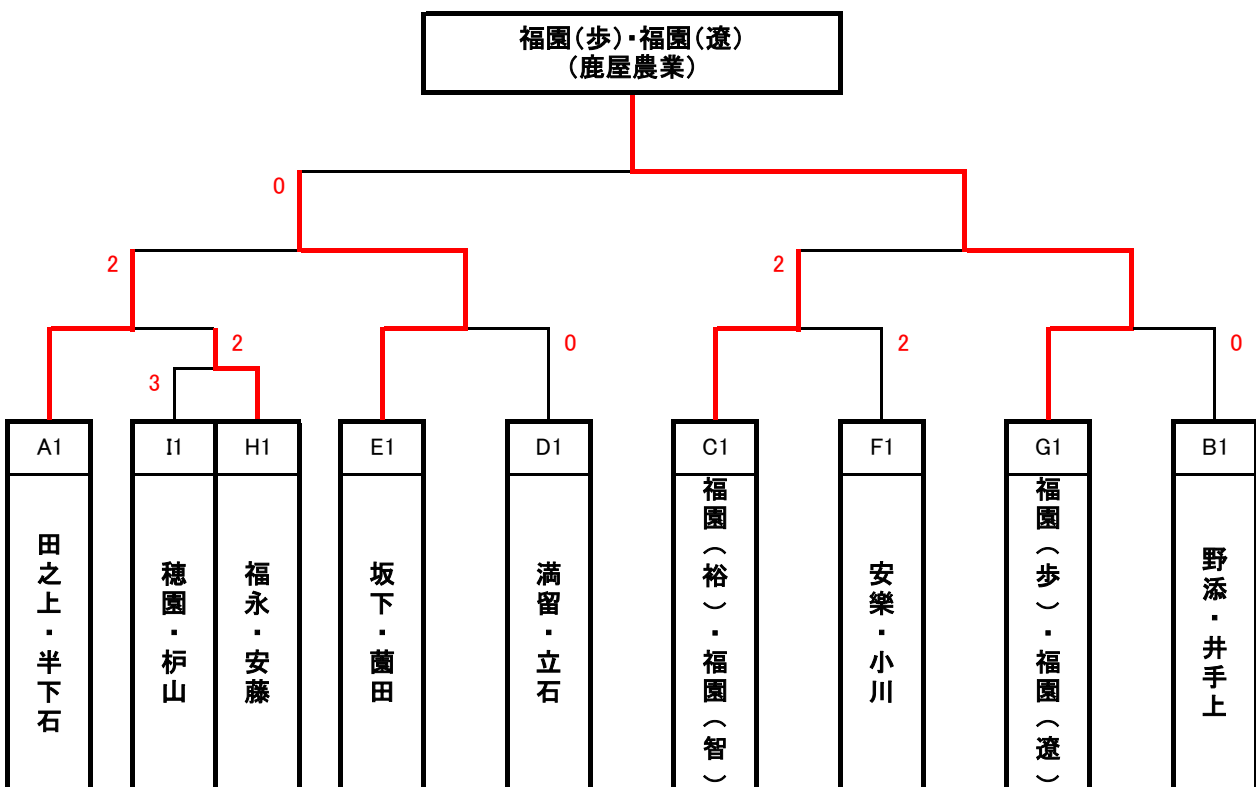 福園(歩)・福園(遼)
(鹿屋農業)
0
2
2
2
0
2
0
3
A1
I1
H1
E1
D1
C1
F1
G1
B1
田之上・半下石
穂園・枦山
福永・安藤
坂下・薗田
満留・立石
福園(裕)・福園(智)
安樂・小川
福園(歩)・福園(遼)
野添・井手上